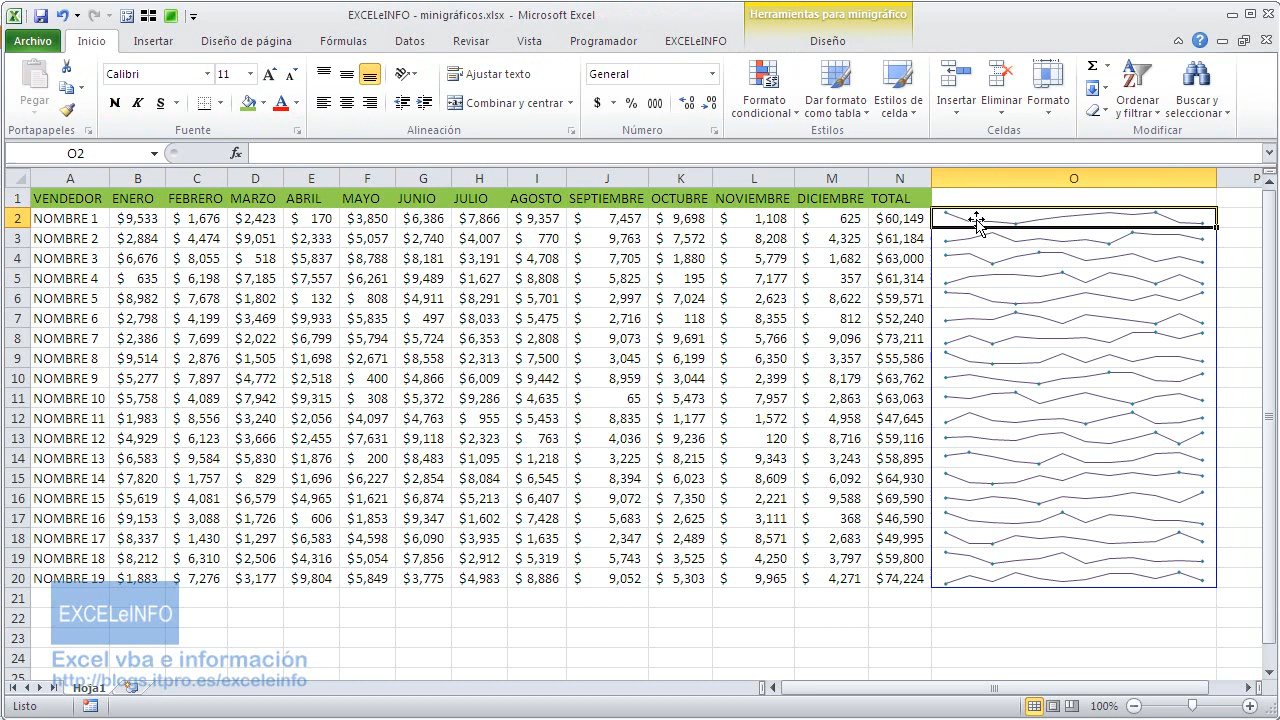 EXCELeINFO - minigráficos.xlsx - Microsoft Excel
Herramientas para minigráfico
Archivo Inicio Insertar Diseño de página Fórmulas Datos Revisar Vista Programador EXCELeINFO Diseño
Calibri 11 Ajustar texto General
Pegar N K S Combinar y centrar $ % 000 Formato condicional Dar formato como tabla Estilos de celda Insertar Eliminar Formato Ordenar y filtrar Buscar y seleccionar
Portapapeles Fuente Alineación Número Estilos Celdas Modificar
O2 fx
A B C D E F G H I J K L M N O P
1 VENDEDOR ENERO FEBRERO MARZO ABRIL MAYO JUNIO JULIO AGOSTO SEPTIEMBRE OCTUBRE NOVIEMBRE DICIEMBRE TOTAL
2 NOMBRE 1 $9,533 $ 1,676 $2,423 $ 170 $3,850 $6,386 $7,866 $ 9,357 $ 7,457 $ 9,698 $ 1,108 $ 625 $60,149
3 NOMBRE 2 $2,884 $ 4,474 $9,051 $2,333 $5,057 $2,740 $4,007 $ 770 $ 9,763 $ 7,572 $ 8,208 $ 4,325 $61,184
4 NOMBRE 3 $6,676 $ 8,055 $ 518 $5,837 $8,788 $8,181 $3,191 $ 4,708 $ 7,705 $ 1,880 $ 5,779 $ 1,682 $63,000
5 NOMBRE 4 $ 635 $ 6,198 $7,185 $7,557 $6,261 $9,489 $1,627 $ 8,808 $ 5,825 $ 195 $ 7,177 $ 357 $61,314
6 NOMBRE 5 $8,982 $ 7,678 $1,802 $ 132 $ 808 $4,911 $8,291 $ 5,701 $ 2,997 $ 7,024 $ 2,623 $ 8,622 $59,571
7 NOMBRE 6 $2,798 $ 4,199 $3,469 $9,933 $5,835 $ 497 $8,033 $ 5,475 $ 2,716 $ 118 $ 8,355 $ 812 $52,240
8 NOMBRE 7 $2,386 $ 7,699 $2,022 $6,799 $5,794 $5,724 $6,353 $ 2,808 $ 9,073 $ 9,691 $ 5,766 $ 9,096 $73,211
9 NOMBRE 8 $9,514 $ 2,876 $1,505 $1,698 $2,671 $8,558 $2,313 $ 7,500 $ 3,045 $ 6,199 $ 6,350 $ 3,357 $55,586
10 NOMBRE 9 $5,277 $ 7,897 $4,772 $2,518 $ 400 $4,866 $6,009 $ 9,442 $ 8,959 $ 3,044 $ 2,399 $ 8,179 $63,762
11 NOMBRE 10 $5,758 $ 4,089 $7,942 $9,315 $ 308 $5,372 $9,286 $ 4,635 $ 65 $ 5,473 $ 7,957 $ 2,863 $63,063
12 NOMBRE 11 $1,983 $ 8,556 $3,240 $2,056 $4,097 $4,763 $ 955 $ 5,453 $ 8,835 $ 1,177 $ 1,572 $ 4,958 $47,645
13 NOMBRE 12 $4,929 $ 6,123 $3,666 $2,455 $7,631 $9,118 $2,323 $ 763 $ 4,036 $ 9,236 $ 120 $ 8,716 $59,116
14 NOMBRE 13 $6,583 $ 9,584 $5,830 $1,876 $ 200 $8,483 $1,095 $ 1,218 $ 3,225 $ 8,215 $ 9,343 $ 3,243 $58,895
15 NOMBRE 14 $7,820 $ 1,757 $ 829 $1,696 $6,227 $2,854 $8,084 $ 6,545 $ 8,394 $ 6,023 $ 8,609 $ 6,092 $64,930
16 NOMBRE 15 $5,619 $ 4,081 $6,579 $4,965 $1,621 $6,874 $5,213 $ 6,407 $ 9,072 $ 7,350 $ 2,221 $ 9,588 $69,590
17 NOMBRE 16 $9,153 $ 3,088 $1,726 $ 606 $1,853 $9,347 $1,602 $ 7,428 $ 5,683 $ 2,625 $ 3,111 $ 368 $46,590
18 NOMBRE 17 $8,337 $ 1,430 $1,297 $6,583 $4,598 $6,090 $3,935 $ 1,635 $ 2,347 $ 2,489 $ 8,571 $ 2,683 $49,995
19 NOMBRE 18 $8,212 $ 6,310 $2,506 $4,316 $5,054 $7,856 $2,912 $ 5,319 $ 5,743 $ 3,525 $ 4,250 $ 3,797 $59,800
20 NOMBRE 19 $1,883 $ 7,276 $3,177 $9,804 $5,849 $3,775 $4,983 $ 8,886 $ 9,052 $ 5,303 $ 9,965 $ 4,271 $74,224
21
22
23
24
25
EXCELeINFO
Excel vba e información
http://blogs.itpro.es/exceleinfo
Hoja1
Listo 100%